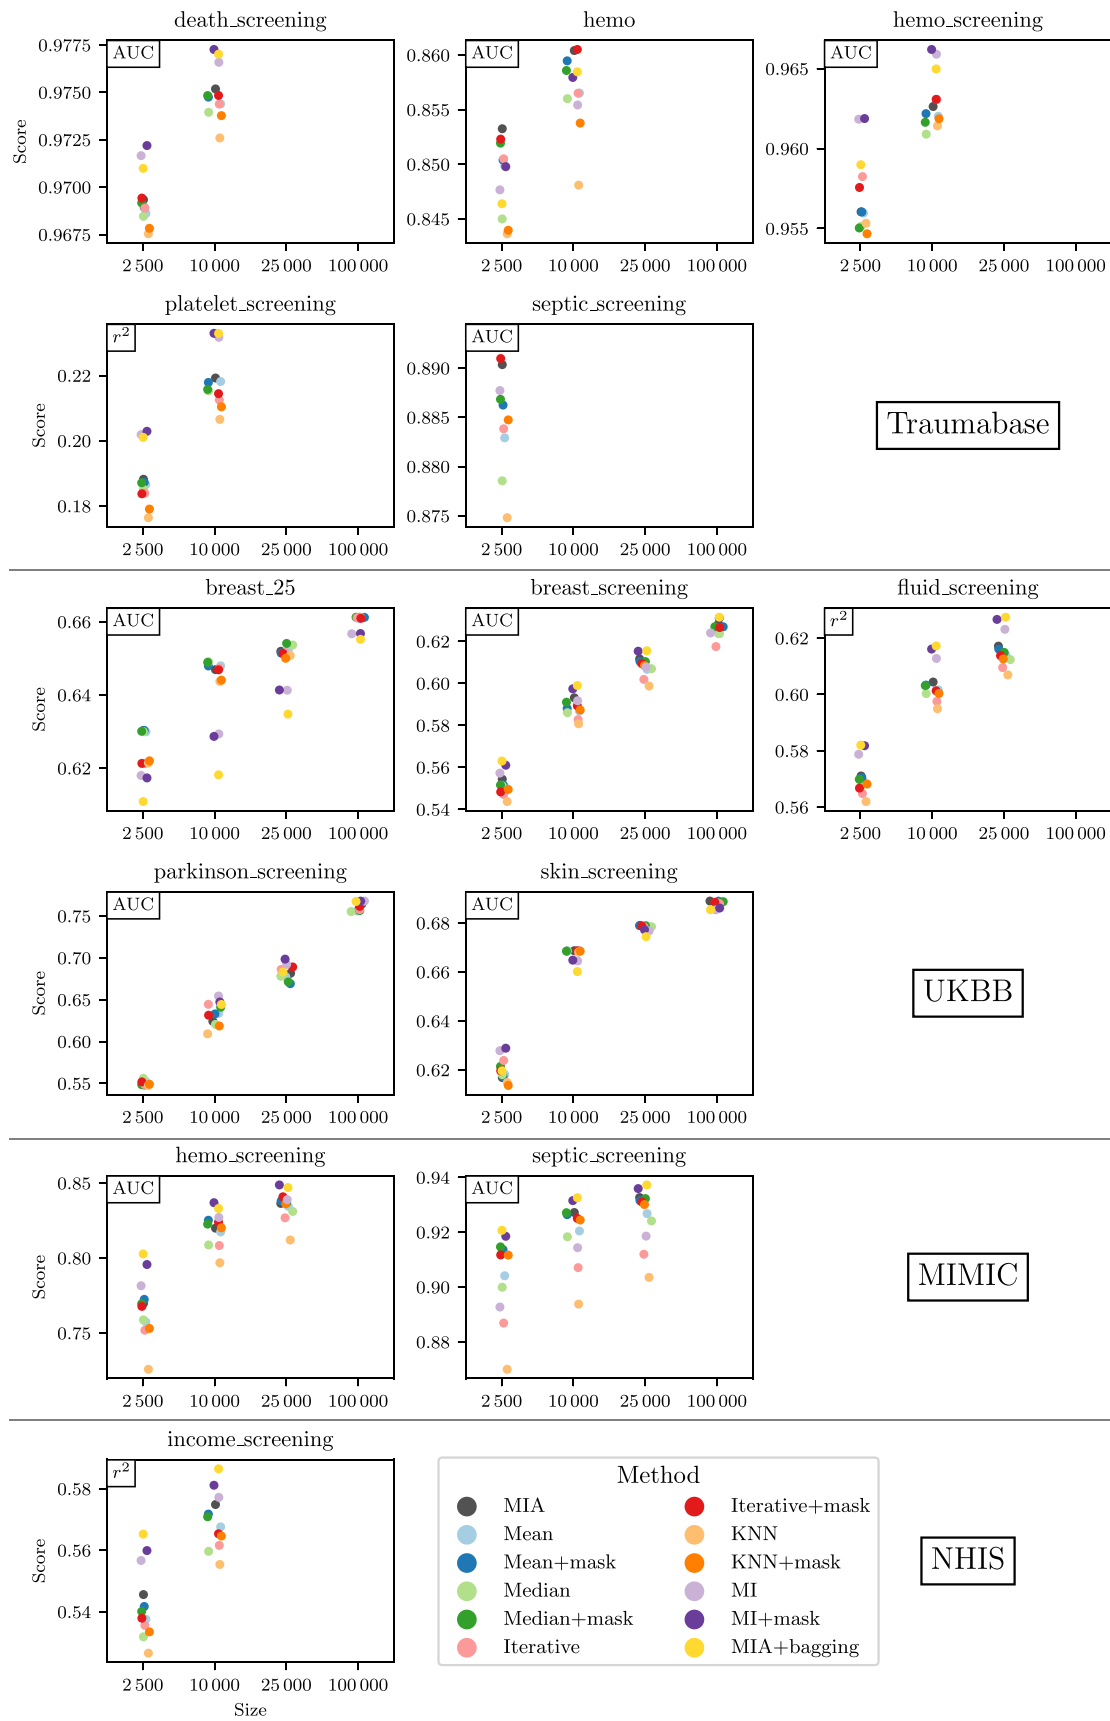 death_screening
hemo
hemo_screening
AUC
AUC
AUC
0.9775
0.9750
0.9725
0.9700
0.9675
Score
0.860
0.855
0.850
0.845
0.965
0.960
0.955
2 500 10 000 25 000 100 000
2 500 10 000 25 000 100 000
2 500 10 000 25 000 100 000
platelet_screening
septic_screening
r²
AUC
0.22
0.20
0.18
Score
0.890
0.885
0.880
0.875
Traumabase
2 500 10 000 25 000 100 000
2 500 10 000 25 000 100 000
breast_25
breast_screening
fluid_screening
AUC
AUC
r²
0.66
0.64
0.62
Score
0.62
0.60
0.58
0.56
0.54
0.62
0.60
0.58
0.56
2 500 10 000 25 000 100 000
2 500 10 000 25 000 100 000
2 500 10 000 25 000 100 000
parkinson_screening
skin_screening
AUC
AUC
0.75
0.70
0.65
0.60
0.55
Score
0.68
0.66
0.64
0.62
UKBB
2 500 10 000 25 000 100 000
2 500 10 000 25 000 100 000
hemo_screening
septic_screening
AUC
AUC
0.85
0.80
0.75
Score
0.94
0.92
0.90
0.88
MIMIC
2 500 10 000 25 000 100 000
2 500 10 000 25 000 100 000
income_screening
r²
0.58
0.56
0.54
Score
2 500 10 000 25 000 100 000
Size
Method
MIA
Mean
Mean+mask
Median
Median+mask
Iterative
Iterative+mask
KNN
KNN+mask
MI
MI+mask
MIA+bagging
NHIS